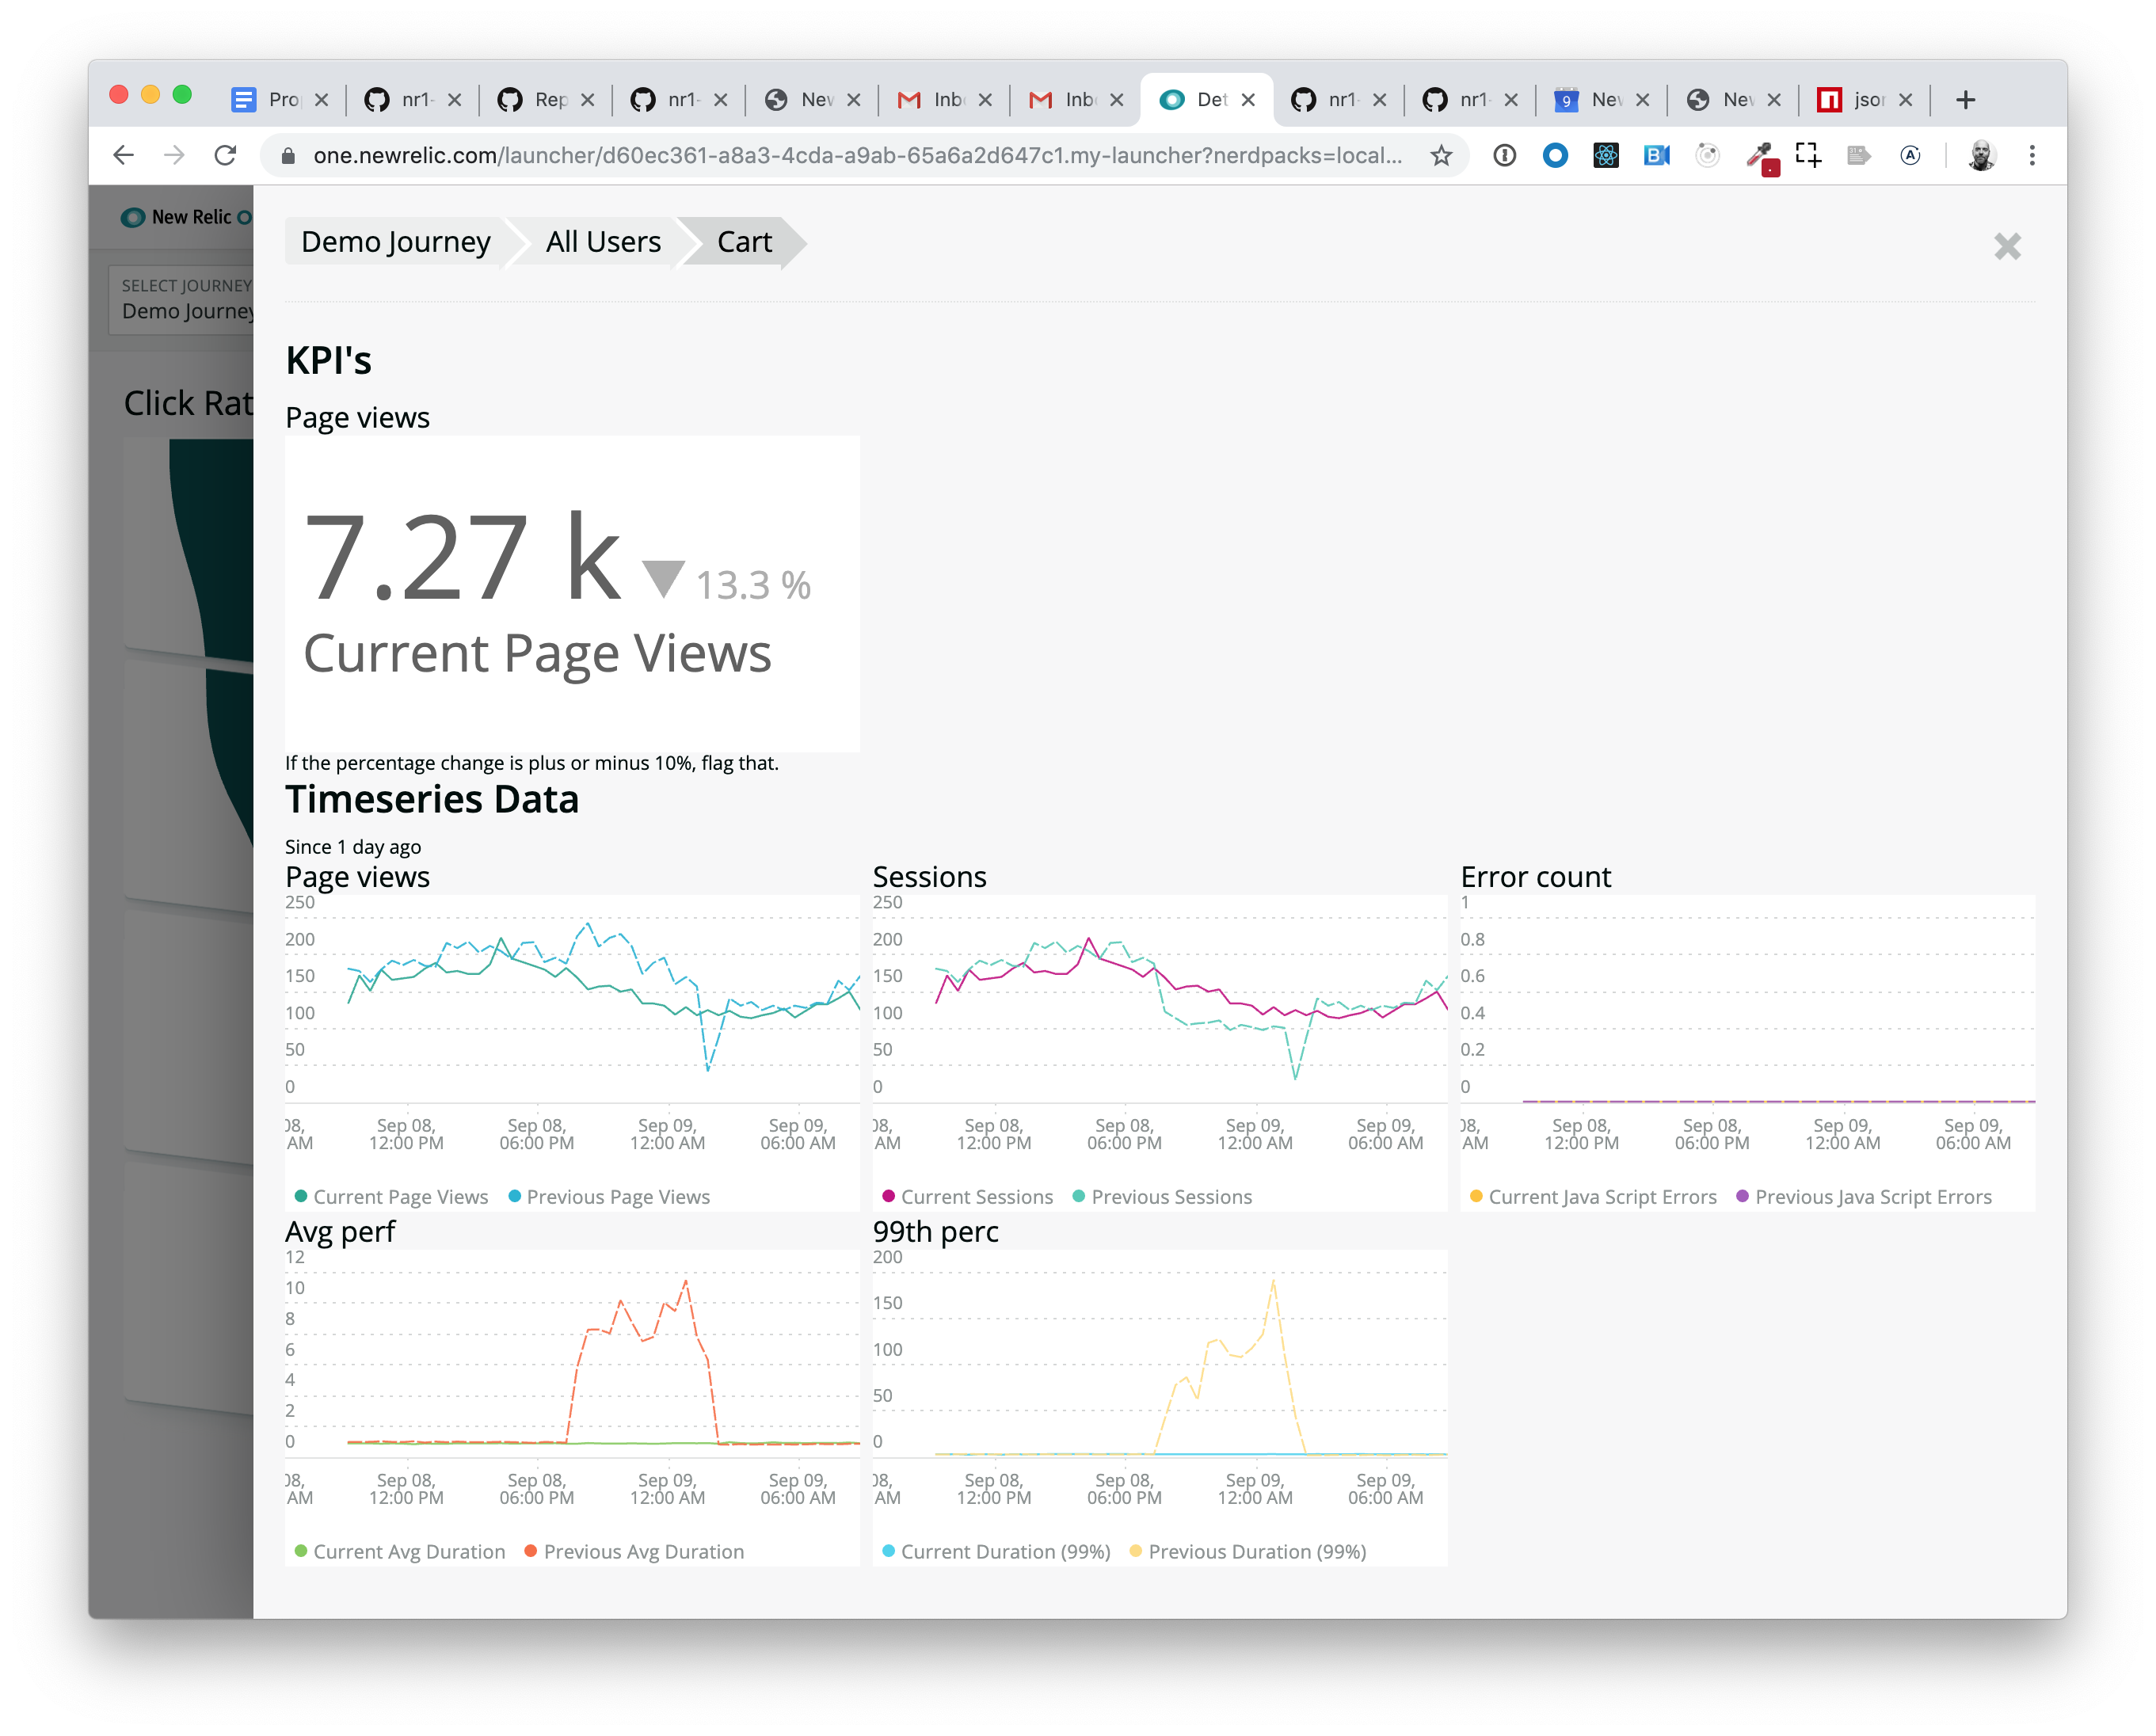 Pro
nr1-
Rep
nr1-
New
Inb
Inb
Det
nr1-
nr1-
9
New
New
json
one.newrelic.com/launcher/d60ec361-a8a3-4cda-a9ab-65a6a2d647c1.my-launcher?nerdpacks=local...
New Relic
SELECT JOURNEY
Demo Journey
Click Rat
Demo Journey
All Users
Cart
KPI's
Page views
7.27 k
13.3 %
Current Page Views
If the percentage change is plus or minus 10%, flag that.
Timeseries Data
Since 1 day ago
Page views
250
200
150
100
50
0
08,
AM
Sep 08,
12:00 PM
Sep 08,
06:00 PM
Sep 09,
12:00 AM
Sep 09,
06:00 AM
Current Page Views
Previous Page Views
Sessions
250
200
150
100
50
0
08,
AM
Sep 08,
12:00 PM
Sep 08,
06:00 PM
Sep 09,
12:00 AM
Sep 09,
06:00 AM
Current Sessions
Previous Sessions
Error count
1
0.8
0.6
0.4
0.2
0
08,
AM
Sep 08,
12:00 PM
Sep 08,
06:00 PM
Sep 09,
12:00 AM
Sep 09,
06:00 AM
Current Java Script Errors
Previous Java Script Errors
Avg perf
12
10
8
6
4
2
0
08,
AM
Sep 08,
12:00 PM
Sep 08,
06:00 PM
Sep 09,
12:00 AM
Sep 09,
06:00 AM
Current Avg Duration
Previous Avg Duration
99th perc
200
150
100
50
0
08,
AM
Sep 08,
12:00 PM
Sep 08,
06:00 PM
Sep 09,
12:00 AM
Sep 09,
06:00 AM
Current Duration (99%)
Previous Duration (99%)